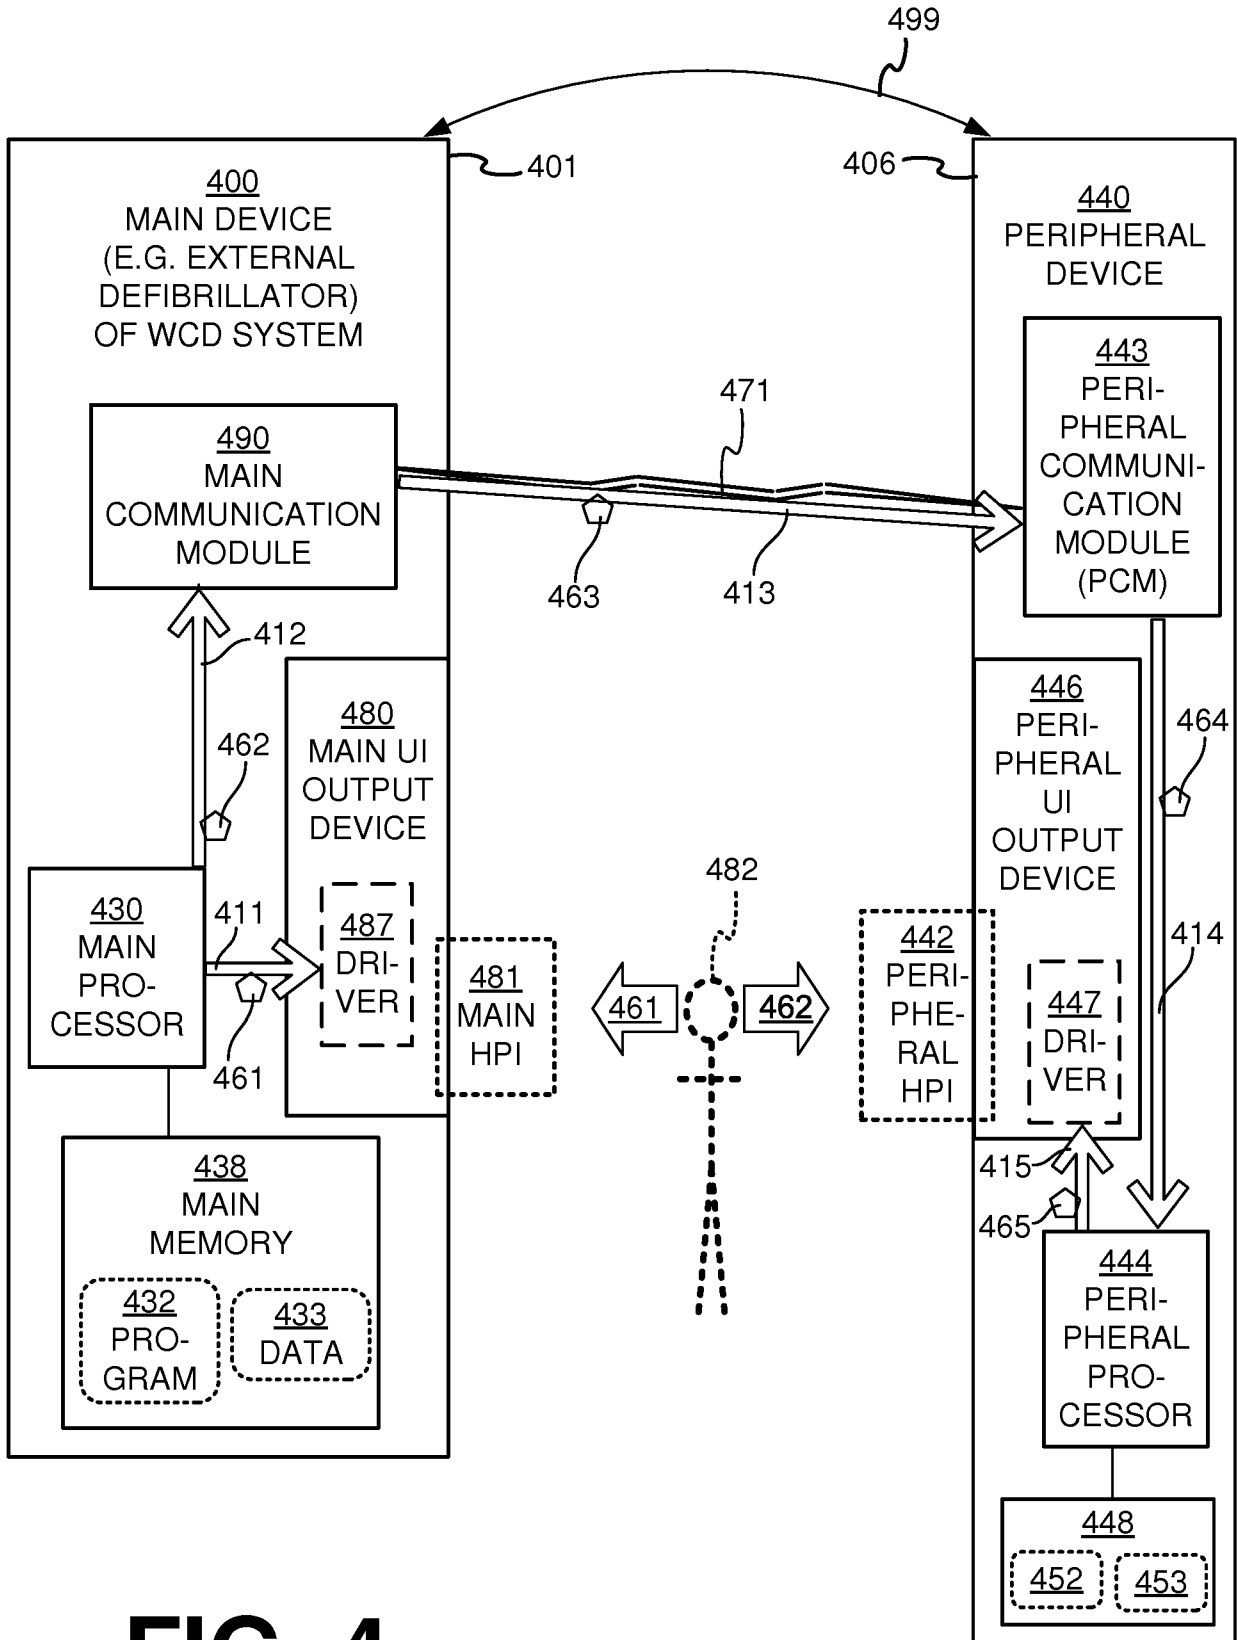 499
401
406
400
MAIN DEVICE
(E.G. EXTERNAL
DEFIBRILLATOR)
OF WCD SYSTEM
440
PERIPHERAL
DEVICE
490
MAIN
COMMUNICATION
MODULE
471
463
413
443
PERI-
PHERAL
COMMUNI-
CATION
MODULE
(PCM)
412
462
480
MAIN UI
OUTPUT
DEVICE
446
PERI-
PHERAL
UI
OUTPUT
DEVICE
464
430
MAIN
PRO-
CESSOR
411
461
487
DRI-
VER
481
MAIN
HPI
482
461
462
442
PERI-
PHE-
RAL
HPI
447
DRI-
VER
414
415
465
438
MAIN
MEMORY
432
PRO-
GRAM
433
DATA
444
PERI-
PHERAL
PRO-
CESSOR
448
452
453
FIG. 4